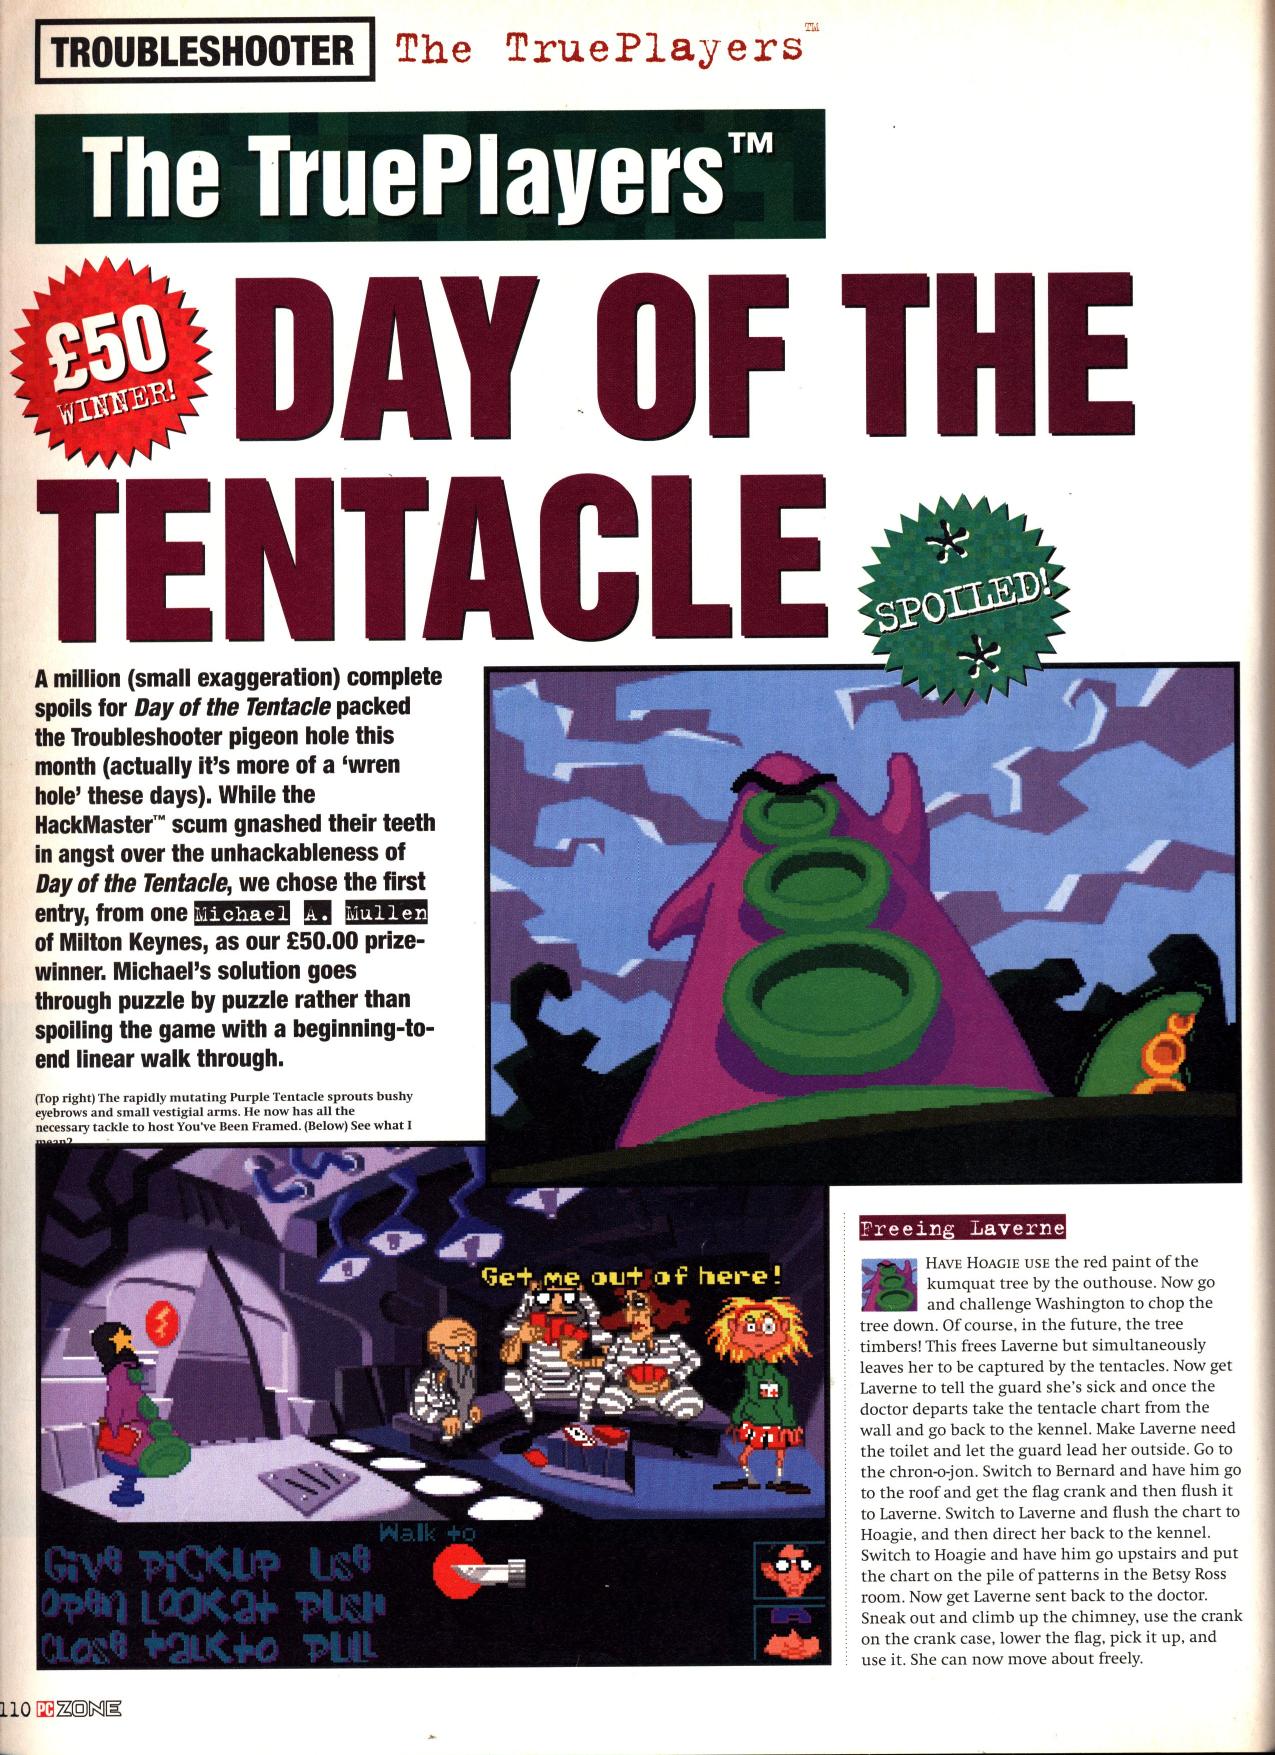 TROUBLESHOOTER The TruePlayers™
The TruePlayers™
£50
WINNER!
DAY OF THE
TENTACLE
SPOILED!
A million (small exaggeration) complete
spoils for Day of the Tentacle packed
the Troubleshooter pigeon hole this
month (actually it's more of a ‘wren
hole’ these days). While the
HackMaster™ scum gnashed their teeth
in angst over the unhackableness of
Day of the Tentacle, we chose the first
entry, from one Michael A. Mullen
of Milton Keynes, as our £50.00 prize-
winner. Michael's solution goes
through puzzle by puzzle rather than
spoiling the game with a beginning-to-
end linear walk through.
(Top right) The rapidly mutating Purple Tentacle sprouts bushy
eyebrows and small vestigial arms. He now has all the
necessary tackle to host You've Been Framed. (Below) See what I
mean?
Get me out of here!
Walk to
Give Pick up Use
Open Look at Push
Close Talk to Pull
Freeing Laverne
HAVE HOAGIE USE the red paint of the
kumquat tree by the outhouse. Now go
and challenge Washington to chop the
tree down. Of course, in the future, the tree
timbers! This frees Laverne but simultaneously
leaves her to be captured by the tentacles. Now get
Laverne to tell the guard she's sick and once the
doctor departs take the tentacle chart from the
wall and go back to the kennel. Make Laverne need
the toilet and let the guard lead her outside. Go to
the chron-o-jon. Switch to Bernard and have him go
to the roof and get the flag crank and then flush it
to Laverne. Switch to Laverne and flush the chart to
Hoagie, and then direct her back to the kennel.
Switch to Hoagie and have him go upstairs and put
the chart on the pile of patterns in the Betsy Ross
room. Now get Laverne sent back to the doctor.
Sneak out and climb up the chimney, use the crank
on the crank case, lower the flag, pick it up, and
use it. She can now move about freely.
110 PC ZONE